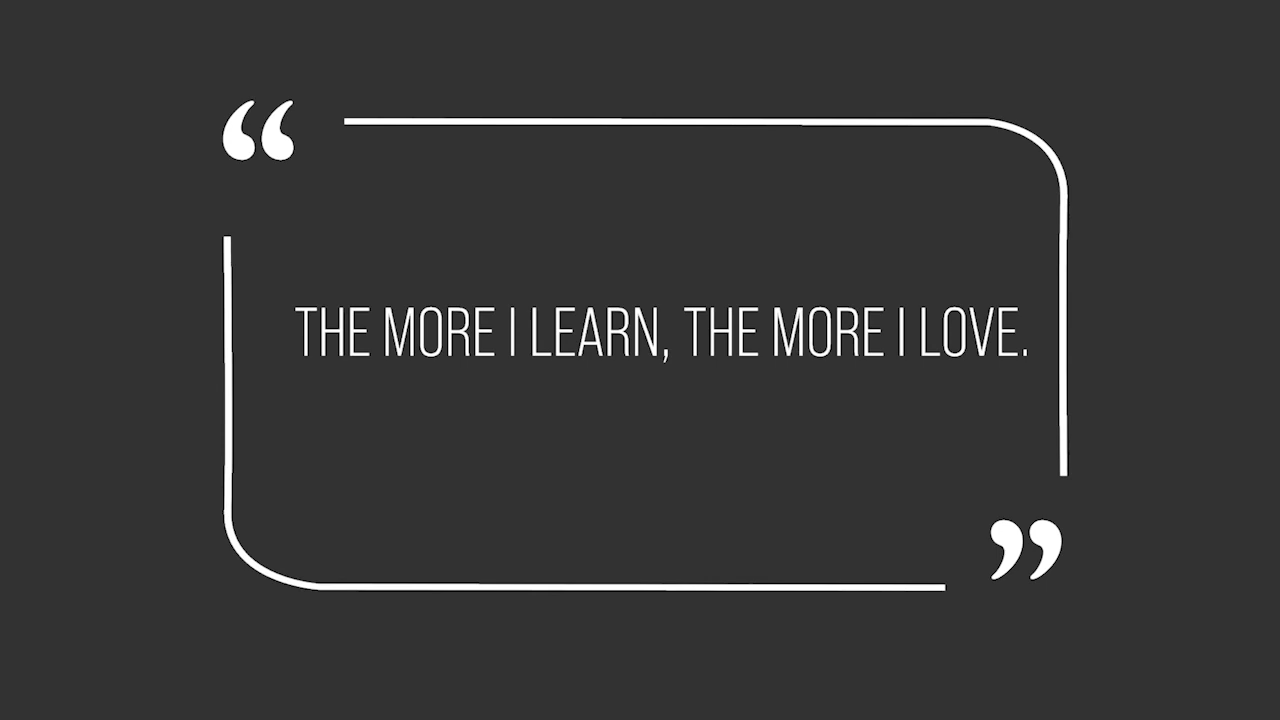 “
THE MORE I LEARN, THE MORE I LOVE.
”